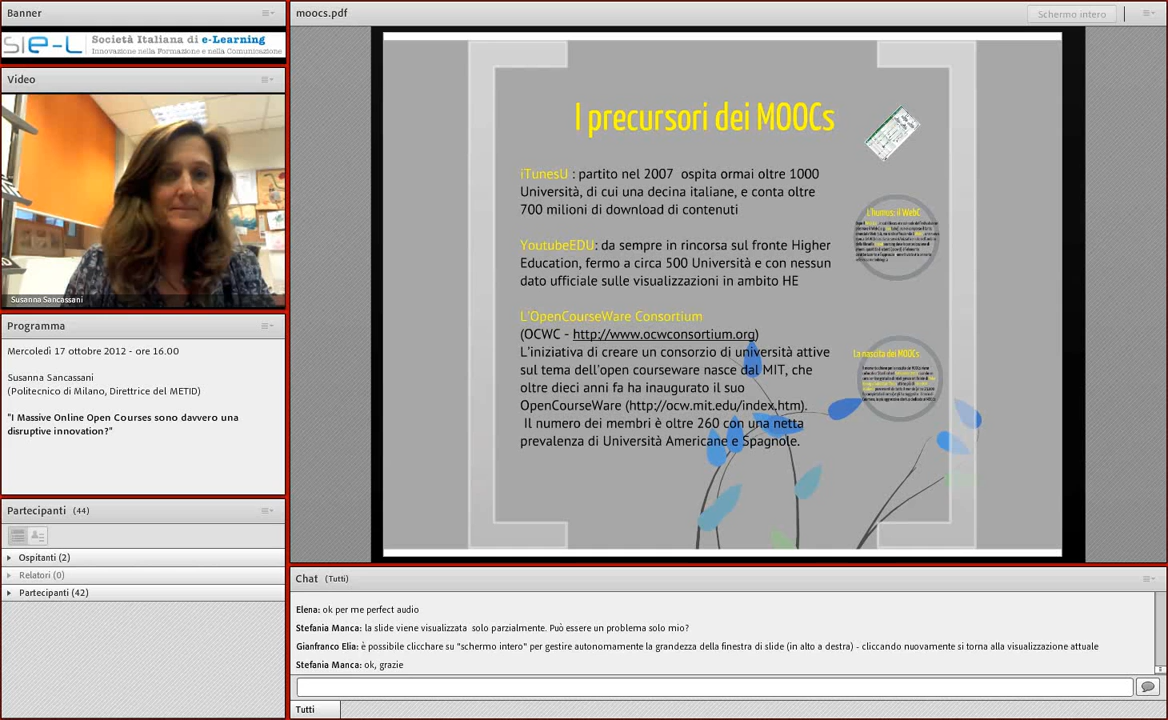 Banner
SIe-L Società Italiana di e-Learning
Innovazione nella Formazione e nella Comunicazione
Video
Susanna Sancassani
Programma
Mercoledì 17 ottobre 2012 - ore 16.00
Susanna Sancassani
(Politecnico di Milano, Direttrice del METID)
"I Massive Online Open Courses sono davvero una
disruptive innovation?"
Partecipanti (44)
Ospitanti (2)
Relatori (0)
Partecipanti (42)
moocs.pdf
Schermo intero
I precursori dei MOOCs
iTunesU : partito nel 2007 ospita ormai oltre 1000
Università, di cui una decina italiane, e conta oltre
700 milioni di download di contenuti
YoutubeEDU: da sempre in rincorsa sul fronte Higher
Education, fermo a circa 500 Università e con nessun
dato ufficiale sulle visualizzazioni in ambito HE
L'OpenCourseWare Consortium
(OCWC - http://www.ocwconsortium.org)
L'iniziativa di creare un consorzio di università attive
sul tema dell'open courseware nasce dal MIT, che
oltre dieci anni fa ha inaugurato il suo
OpenCourseWare (http://ocw.mit.edu/index.htm).
Il numero dei membri è oltre 260 con una netta
prevalenza di Università Americane e Spagnole.
L'humus: il WebC
La nascita dei MOOCs
Chat (Tutti)
Elena: ok per me perfect audio
Stefania Manca: la slide viene visualizzata solo parzialmente. Può essere un problema solo mio?
Gianfranco Elia: è possibile clicchare su "schermo intero" per gestire autonomamente la grandezza della finestra di slide (in alto a destra) - cliccando nuovamente si torna alla visualizzazione attuale
Stefania Manca: ok, grazie
Tutti